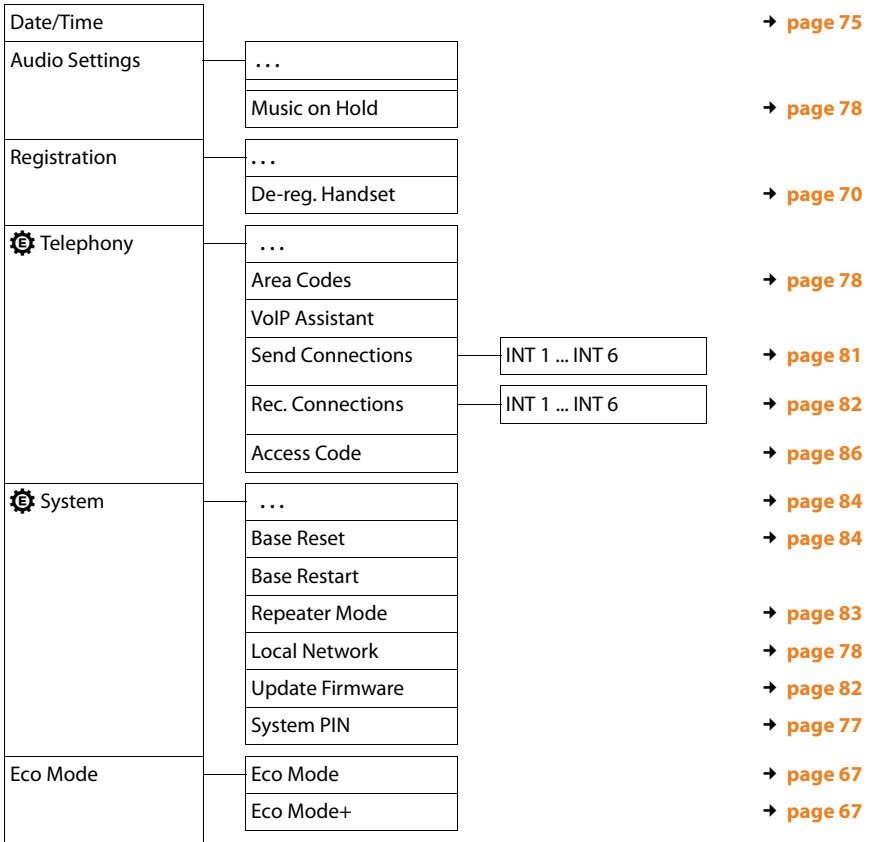 Date/Time → page 75
Audio Settings ...
Music on Hold → page 78
Registration ...
De-reg. Handset → page 70
E Telephony ...
Area Codes → page 78
VoIP Assistant
Send Connections INT 1 ... INT 6 → page 81
Rec. Connections INT 1 ... INT 6 → page 82
Access Code → page 86
E System ... → page 84
Base Reset → page 84
Base Restart
Repeater Mode → page 83
Local Network → page 78
Update Firmware → page 82
System PIN → page 77
Eco Mode Eco Mode → page 67
Eco Mode+ → page 67